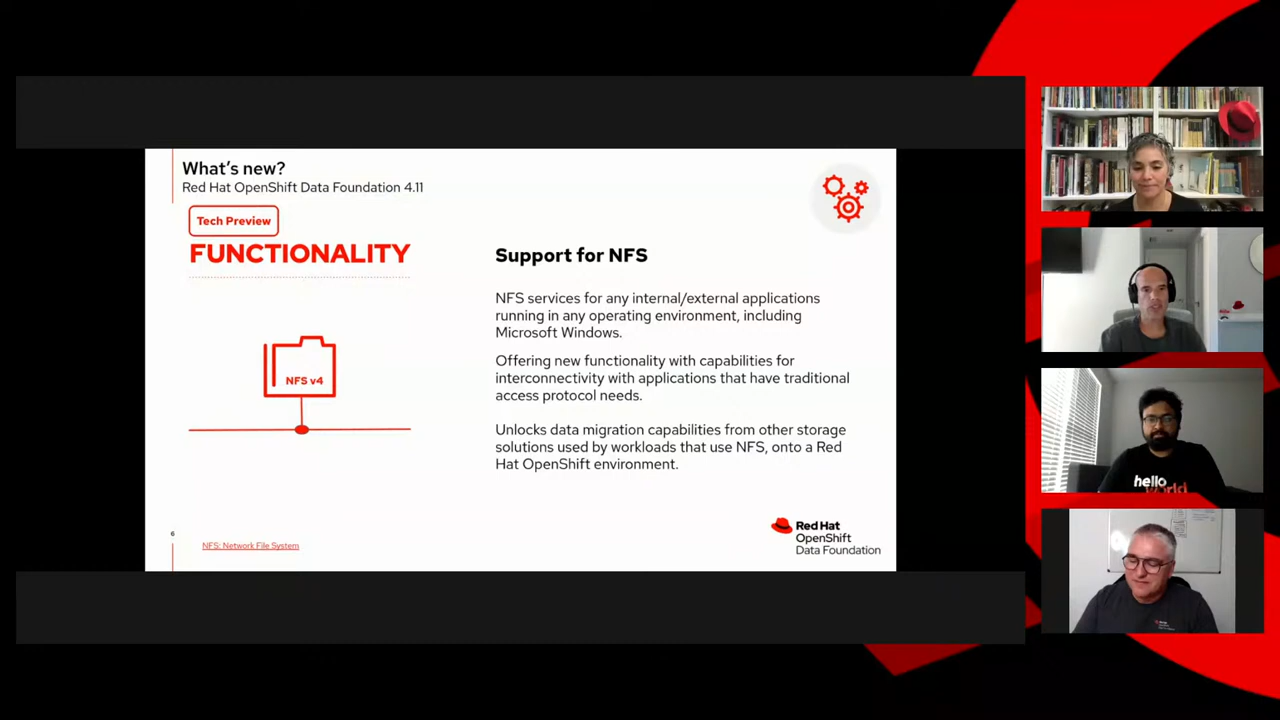 What's new?
Red Hat OpenShift Data Foundation 4.11
Tech Preview
FUNCTIONALITY
NFS v4
Support for NFS
NFS services for any internal/external applications
running in any operating environment, including
Microsoft Windows.
Offering new functionality with capabilities for
interconnectivity with applications that have traditional
access protocol needs.
Unlocks data migration capabilities from other storage
solutions used by workloads that use NFS, onto a Red
Hat OpenShift environment.
6
NFS: Network File System
Red Hat
OpenShift
Data Foundation
hello
world